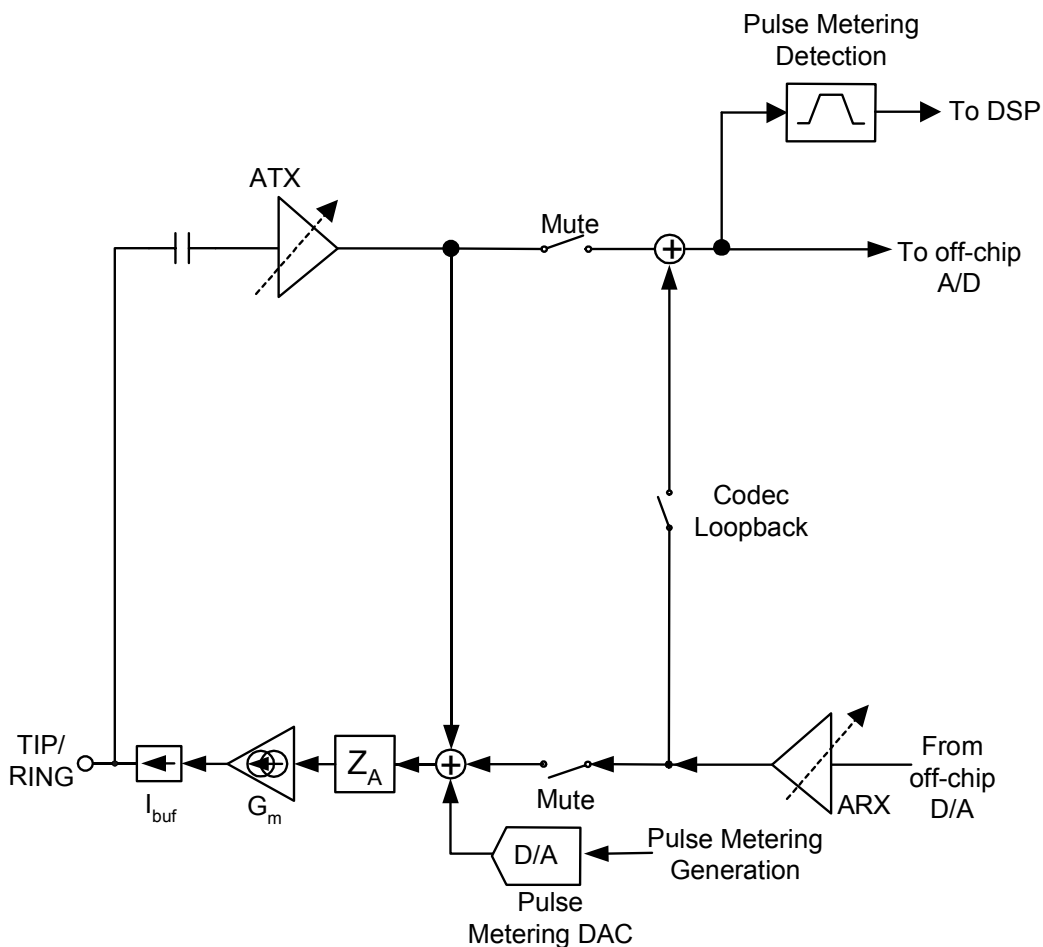 Pulse Metering
Detection
To DSP
ATX
Mute
To off-chip
A/D
Codec
Loopback
TIP/
RING
I_buf
G_m
Z_A
Mute
ARX
From
off-chip
D/A
D/A
Pulse Metering
Generation
Pulse
Metering DAC